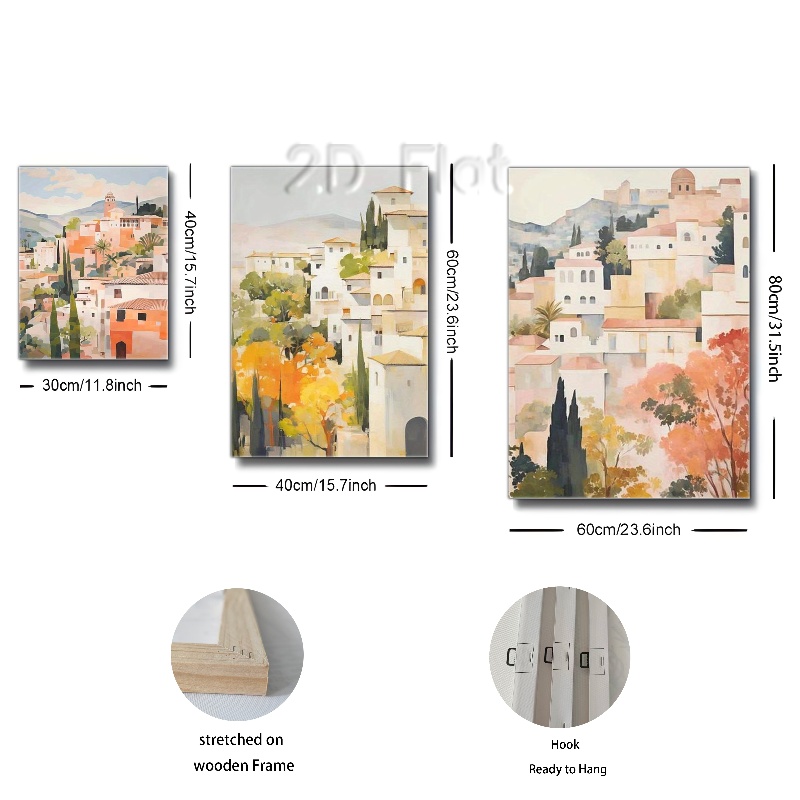 2.D Flat.
40cm/15.7inch
60cm/23.6inch
80cm/31.5inch
30cm/11.8inch
40cm/15.7inch
60cm/23.6inch
stretched on
wooden Frame
Hook
Ready to Hang